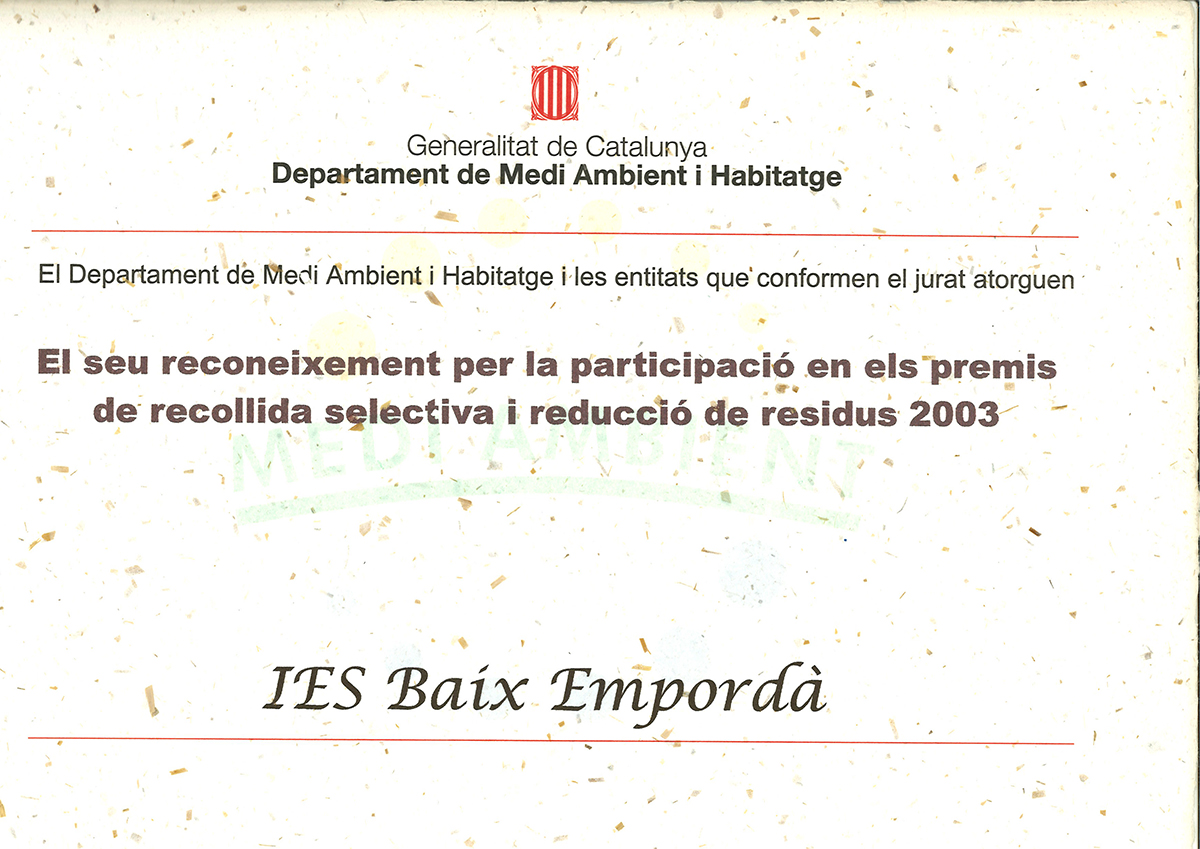 Generalitat de Catalunya
Departament de Medi Ambient i Habitatge
El Departament de Medi Ambient i Habitatge i les entitats que conformen el jurat atorguen
El seu reconeixement per la participació en els premis
de recollida selectiva i reducció de residus 2003
MEDI AMBIENT
IES Baix Empordà